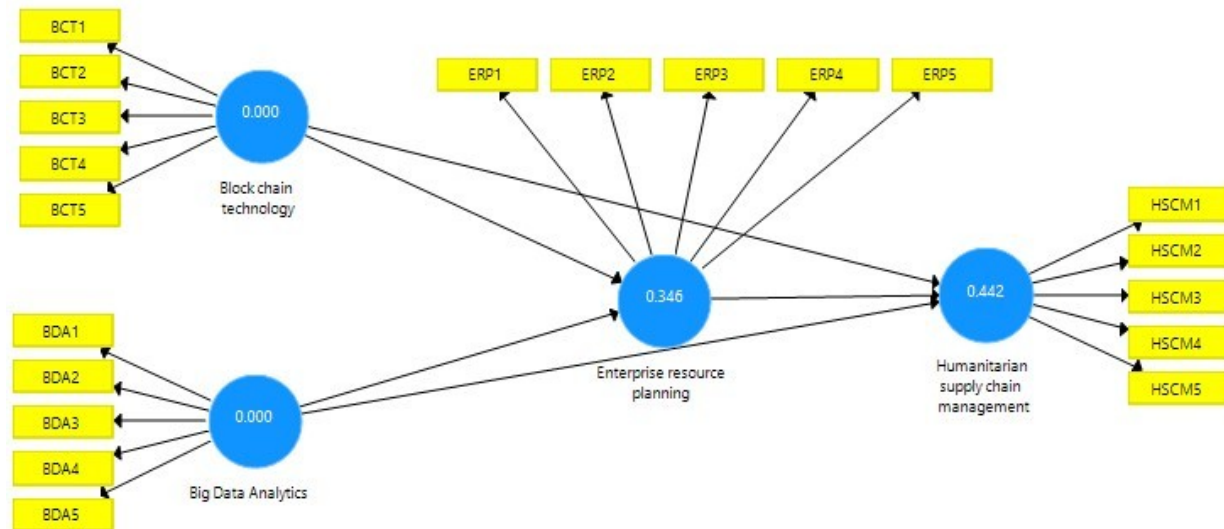 BCT1
BCT2
BCT3
BCT4
BCT5
0.000
Block chain
technology
ERP1
ERP2
ERP3
ERP4
ERP5
0.346
Enterprise resource
planning
BDA1
BDA2
BDA3
BDA4
BDA5
0.000
Big Data Analytics
0.442
Humanitarian
supply chain
management
HSCM1
HSCM2
HSCM3
HSCM4
HSCM5